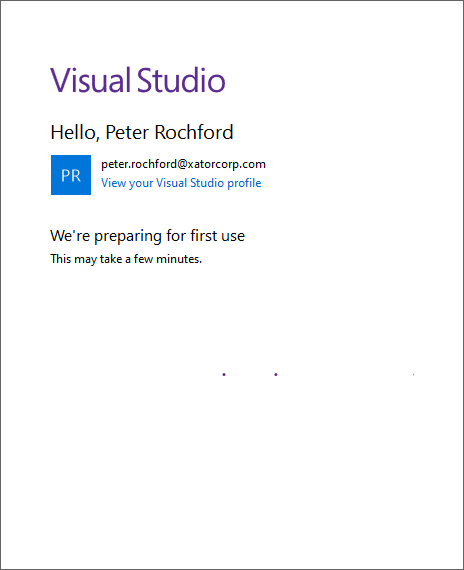 Visual Studio
Hello, Peter Rochford
PR
peter.rochford@xatorcorp.com
View your Visual Studio profile
We're preparing for first use
This may take a few minutes.